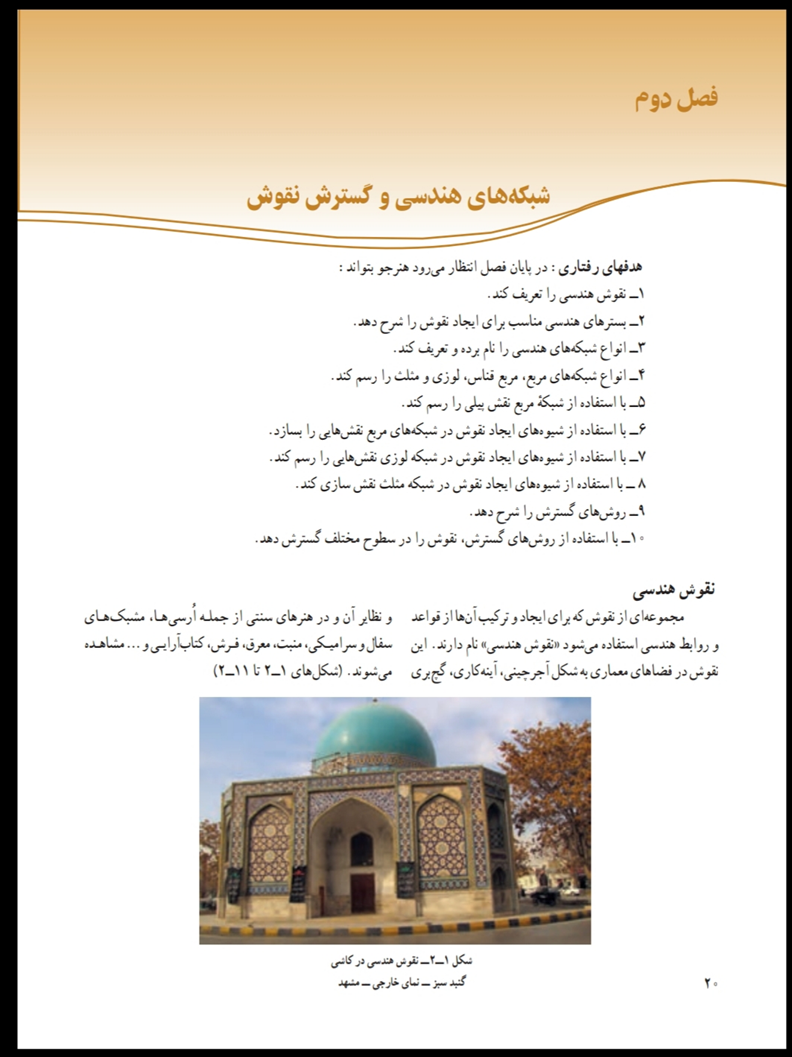 فصل دوم
شبکه‌های هندسی و گسترش نقوش
هدفهای رفتاری : در پایان فصل انتظار می‌رود هنرجو بتواند :
۱ــ نقوش هندسی را تعریف کند.
۲ــ بسترهای هندسی مناسب برای ایجاد نقوش را شرح دهد.
۳ــ انواع شبکه‌های هندسی را نام برده و تعریف کند.
۴ــ انواع شبکه‌های مربع، مربع قناس، لوزی و مثلث را رسم کند.
۵ــ با استفاده از شبکهٔ مربع نقش پیلی را رسم کند.
۶ــ با استفاده از شیوه‌های ایجاد نقوش در شبکه‌های مربع نقش‌هایی را بسازد.
۷ــ با استفاده از شیوه‌های ایجاد نقوش در شبکه لوزی نقش‌هایی را رسم کند.
۸ ــ با استفاده از شیوه‌های ایجاد نقوش در شبکه مثلث نقش سازی کند.
۹ــ روش‌های گسترش را شرح دهد.
۱۰ــ با استفاده از روش‌های گسترش، نقوش را در سطوح مختلف گسترش دهد.
نقوش هندسی
مجموعه‌ای از نقوش که برای ایجاد و ترکیب آن‌ها از قواعد
و روابط هندسی استفاده می‌شود «نقوش هندسی» نام دارند. این
نقوش در فضاهای معماری به شکل آجرچینی، آینه‌کاری، گچ‌بری
و نظایر آن و در هنرهای سنتی از جمله اُرسی‌ها، مشبک‌های
سفال و سرامیکی، منبت، معرق، فرش، کتاب‌آرایی و ... مشاهده
می‌شوند. (شکل‌های ۱ــ۲ تا ۱۱ــ۲)
شکل ۱ــ۲ــ نقوش هندسی در کاشی
گنبد سبز ــ نمای خارجی ــ مشهد
۲۰